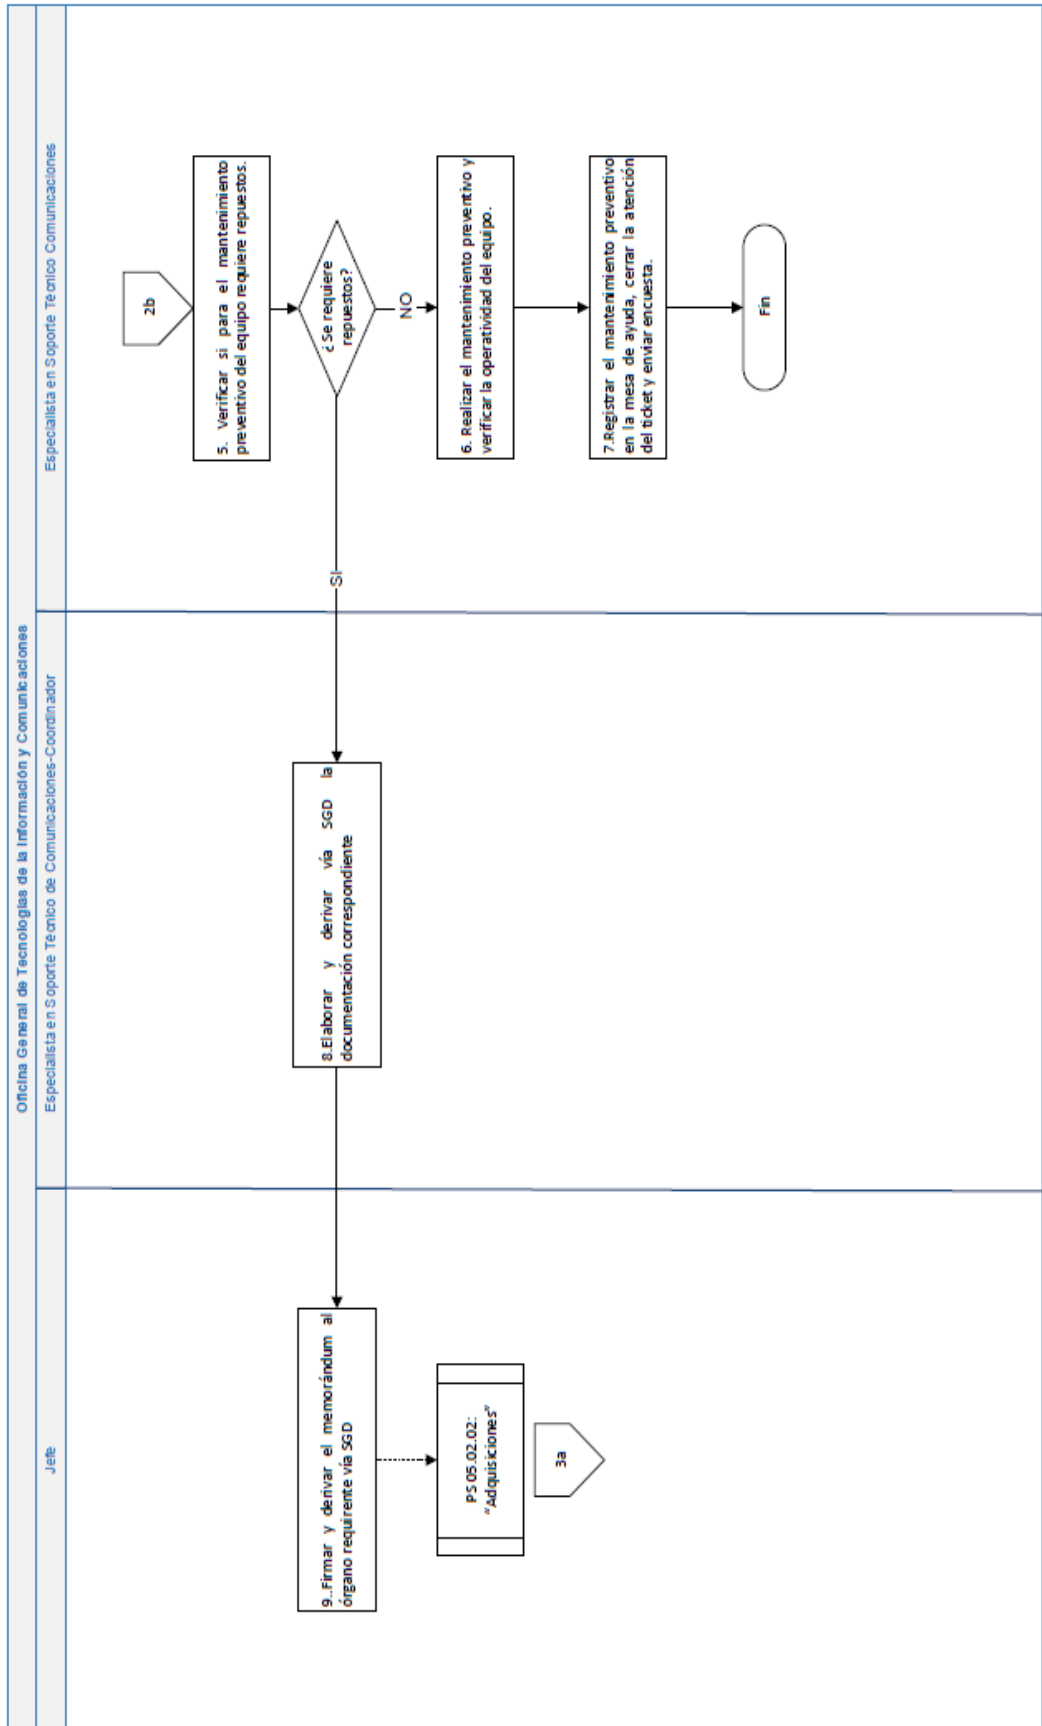 Oficina General de Tecnologías de la Información y Comunicaciones
Jefe
Especialista en Soporte Técnico de Comunicaciones-Coordinador
Especialista en Soporte Técnico Comunicaciones
2b
5. Verificar si para el mantenimiento
preventivo del equipo requiere repuestos.
¿Se requiere
repuestos?
NO
SI
6. Realizar el mantenimiento preventivo y
verificar la operatividad del equipo.
7.Registrar el mantenimiento preventivo
en la mesa de ayuda, cerrar la atención
del ticket y enviar encuesta.
Fin
8.Elaborar y derivar vía SGD la
documentación correspondiente
9..Firmar y derivar el memorándum al
órgano requirente vía SGD
PS 05.02.02:
"Adquisiciones"
3a